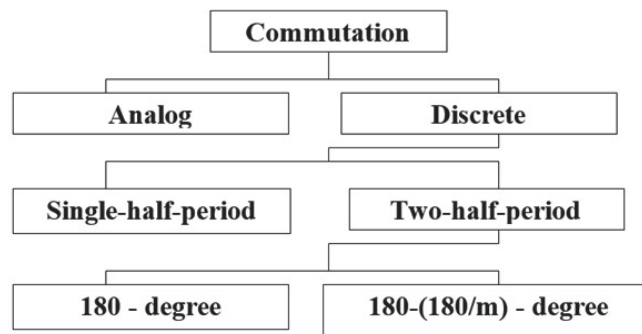 Commutation
Analog
Discrete
Single-half-period
Two-half-period
180 - degree
180-(180/m) - degree